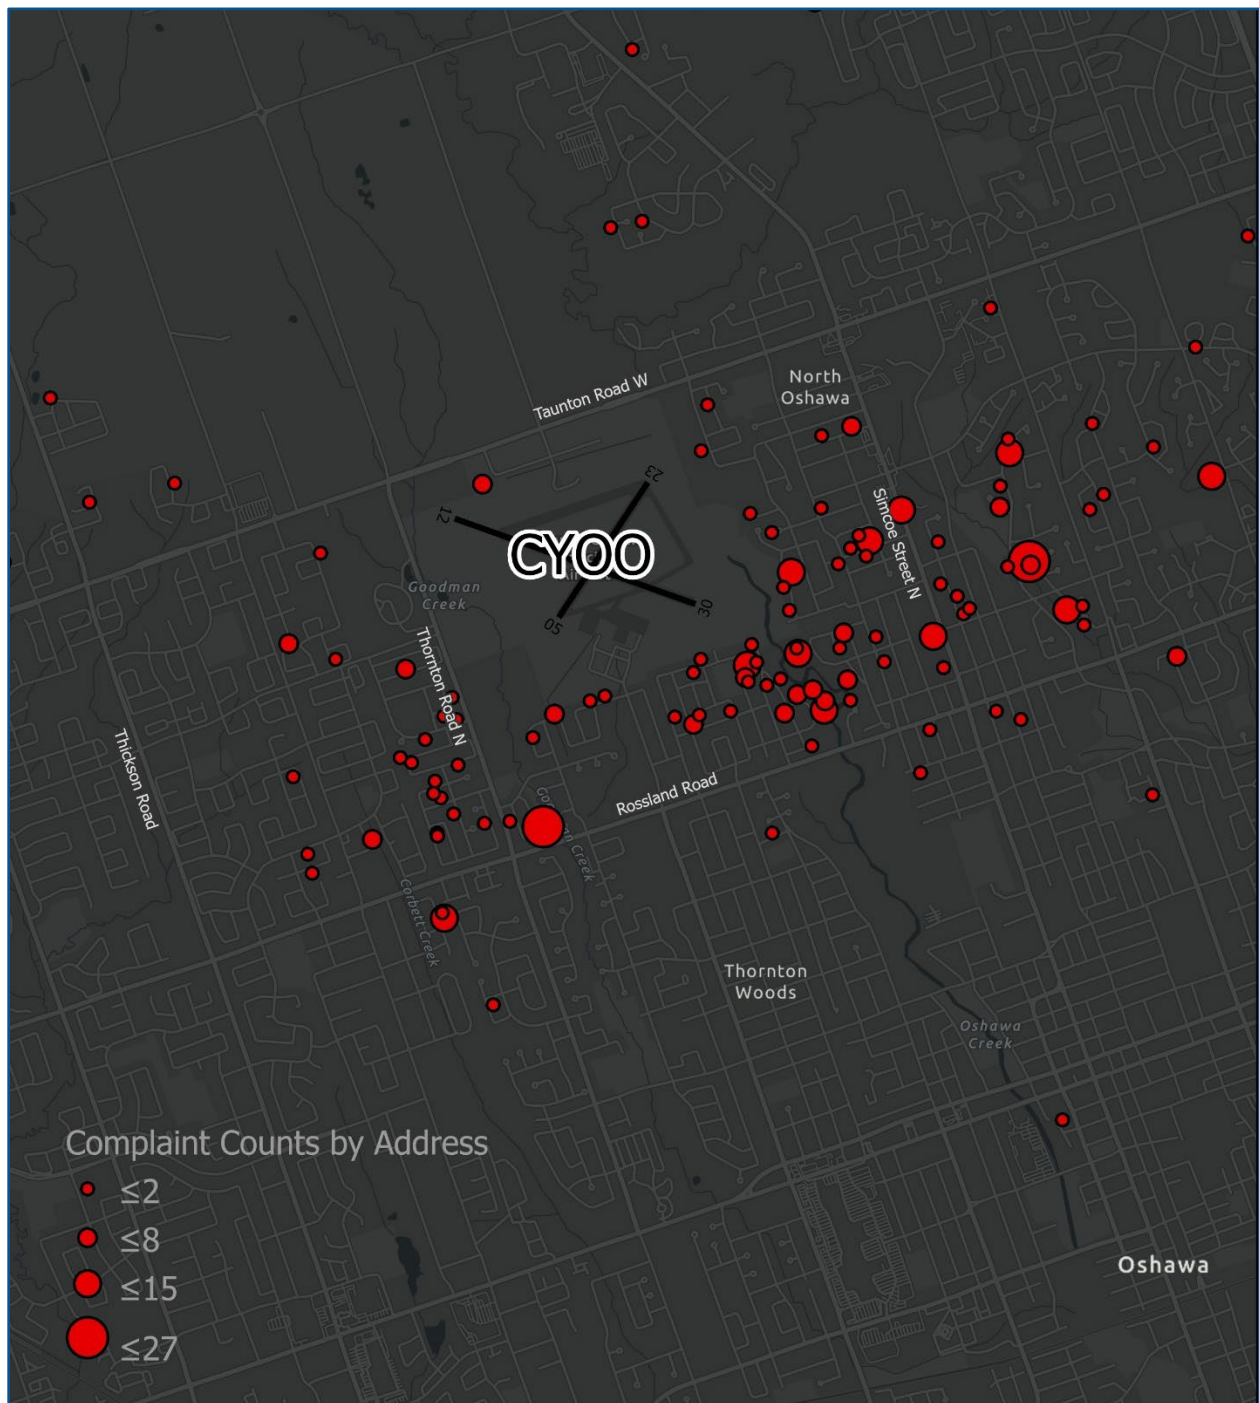 North
Oshawa
Taunton Road W
23
12
CYOO
Simcoe Street N
Goodman
Creek
30
05
Thornton Road N
Thickson Road
Rossland Road
Creek
Corbett Creek
Thornton
Woods
Oshawa
Creek
Complaint Counts by Address
≤2
≤8
≤15
≤27
Oshawa